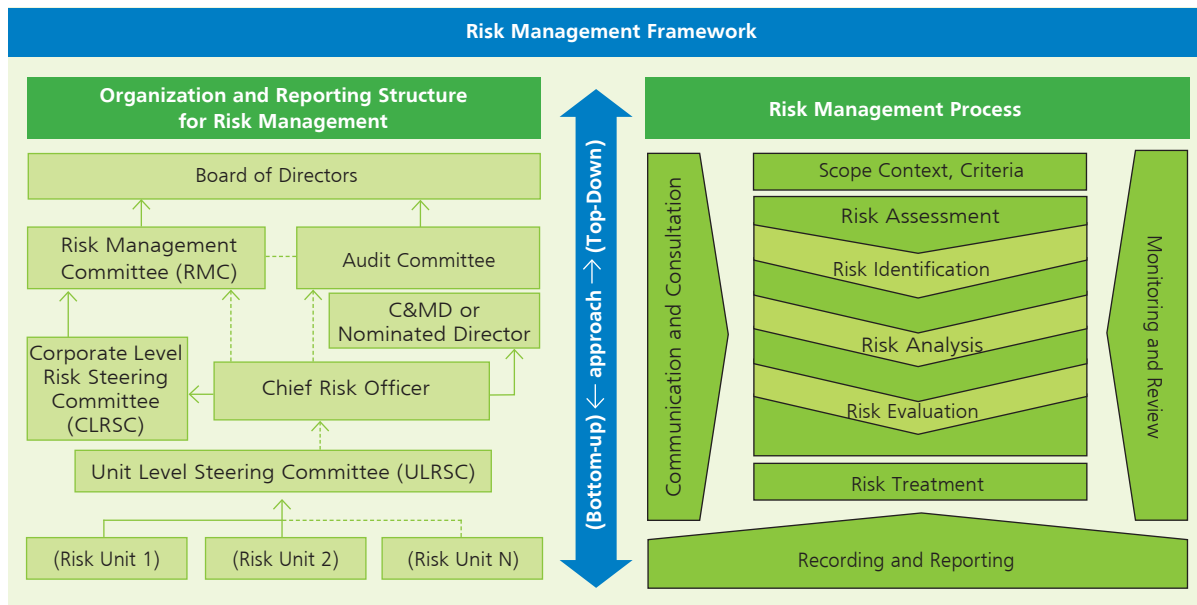 Risk Management Framework
Organization and Reporting Structure
for Risk Management
Board of Directors
Risk Management
Committee (RMC)
Audit Committee
C&MD or
Nominated Director
Corporate Level
Risk Steering
Committee
(CLRSC)
Chief Risk Officer
Unit Level Steering Committee (ULRSC)
(Risk Unit 1)
(Risk Unit 2)
(Risk Unit N)
(Bottom-up) ← approach → (Top-Down)
Risk Management Process
Communication and Consultation
Scope Context, Criteria
Risk Assessment
Risk Identification
Risk Analysis
Risk Evaluation
Risk Treatment
Monitoring and Review
Recording and Reporting